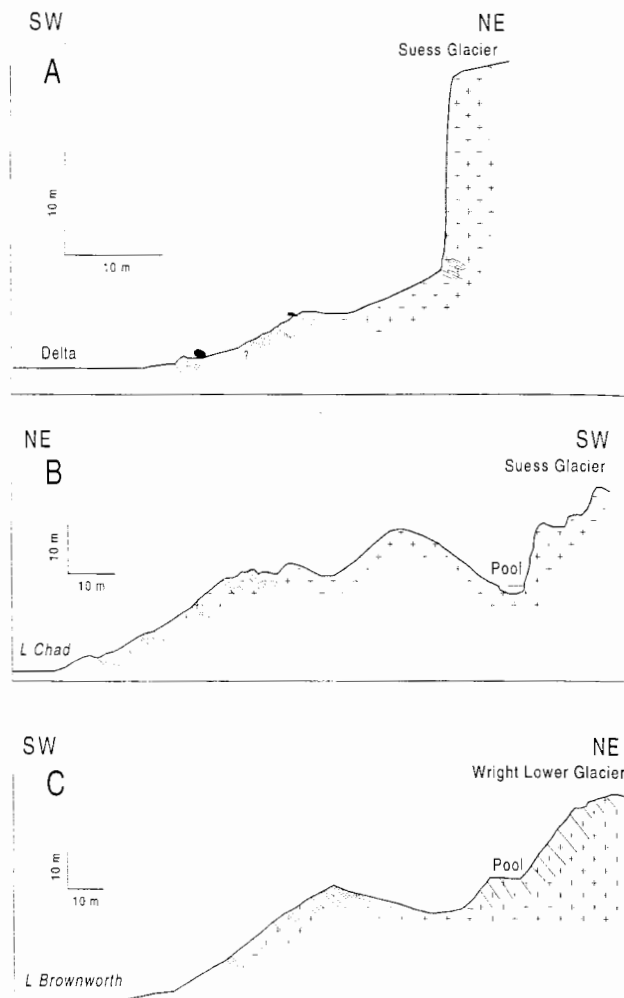 SW
NE
Suess Glacier
A
10 m
10 m
Delta
?
NE
SW
Suess Glacier
B
10 m
10 m
Pool
L Chad
SW
NE
Wright Lower Glacier
C
10 m
10 m
Pool
L Brownworth